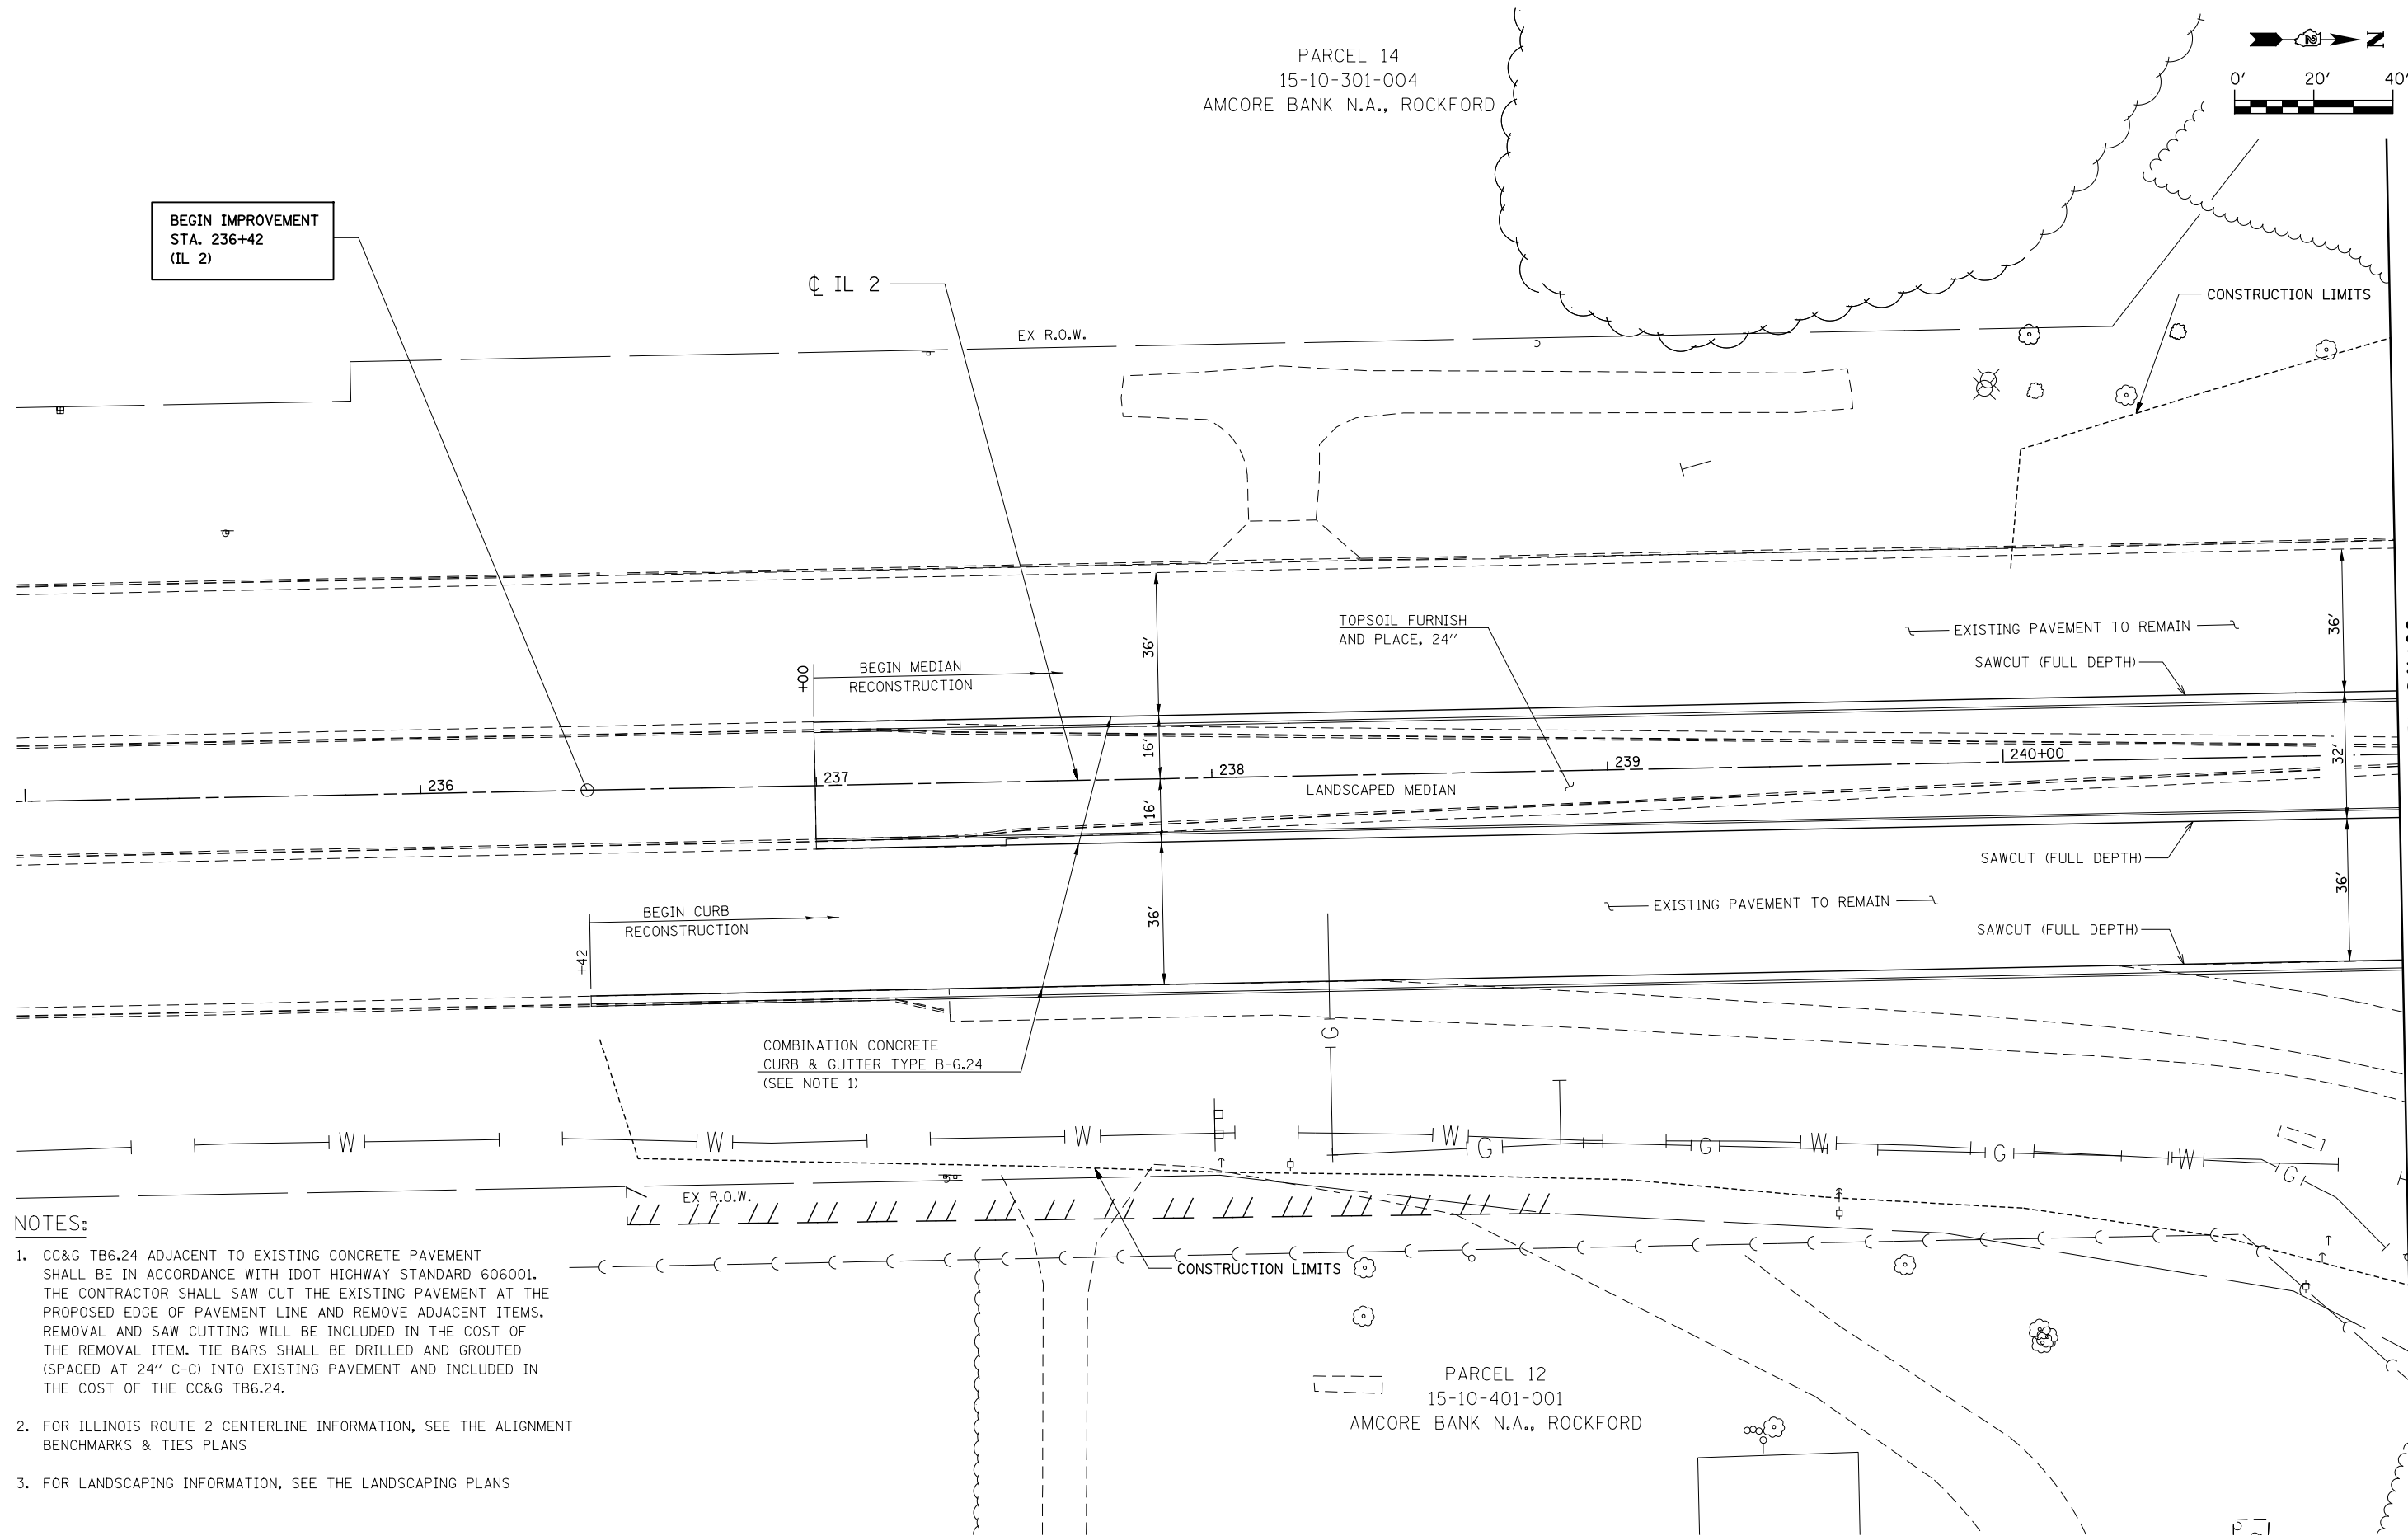 PARCEL 14
15-10-301-004
AMCORE BANK N.A., ROCKFORD
N
0' 20' 40'
BEGIN IMPROVEMENT
STA. 236+42
(IL 2)
℄ IL 2
EX R.O.W.
CONSTRUCTION LIMITS
36'
TOPSOIL FURNISH
AND PLACE, 24"
EXISTING PAVEMENT TO REMAIN
36'
SAWCUT (FULL DEPTH)
+00
BEGIN MEDIAN
RECONSTRUCTION
16'
32'
236
237
238
239
240+00
LANDSCAPED MEDIAN
16'
SAWCUT (FULL DEPTH)
36'
36'
EXISTING PAVEMENT TO REMAIN
BEGIN CURB
RECONSTRUCTION
SAWCUT (FULL DEPTH)
+42
G
COMBINATION CONCRETE
CURB & GUTTER TYPE B-6.24
(SEE NOTE 1)
W W W W G G W G W G
EX R.O.W.
CONSTRUCTION LIMITS
NOTES:
1. CC&G TB6.24 ADJACENT TO EXISTING CONCRETE PAVEMENT
SHALL BE IN ACCORDANCE WITH IDOT HIGHWAY STANDARD 606001.
THE CONTRACTOR SHALL SAW CUT THE EXISTING PAVEMENT AT THE
PROPOSED EDGE OF PAVEMENT LINE AND REMOVE ADJACENT ITEMS.
REMOVAL AND SAW CUTTING WILL BE INCLUDED IN THE COST OF
THE REMOVAL ITEM. TIE BARS SHALL BE DRILLED AND GROUTED
(SPACED AT 24" C-C) INTO EXISTING PAVEMENT AND INCLUDED IN
THE COST OF THE CC&G TB6.24.
2. FOR ILLINOIS ROUTE 2 CENTERLINE INFORMATION, SEE THE ALIGNMENT
BENCHMARKS & TIES PLANS
3. FOR LANDSCAPING INFORMATION, SEE THE LANDSCAPING PLANS
PARCEL 12
15-10-401-001
AMCORE BANK N.A., ROCKFORD